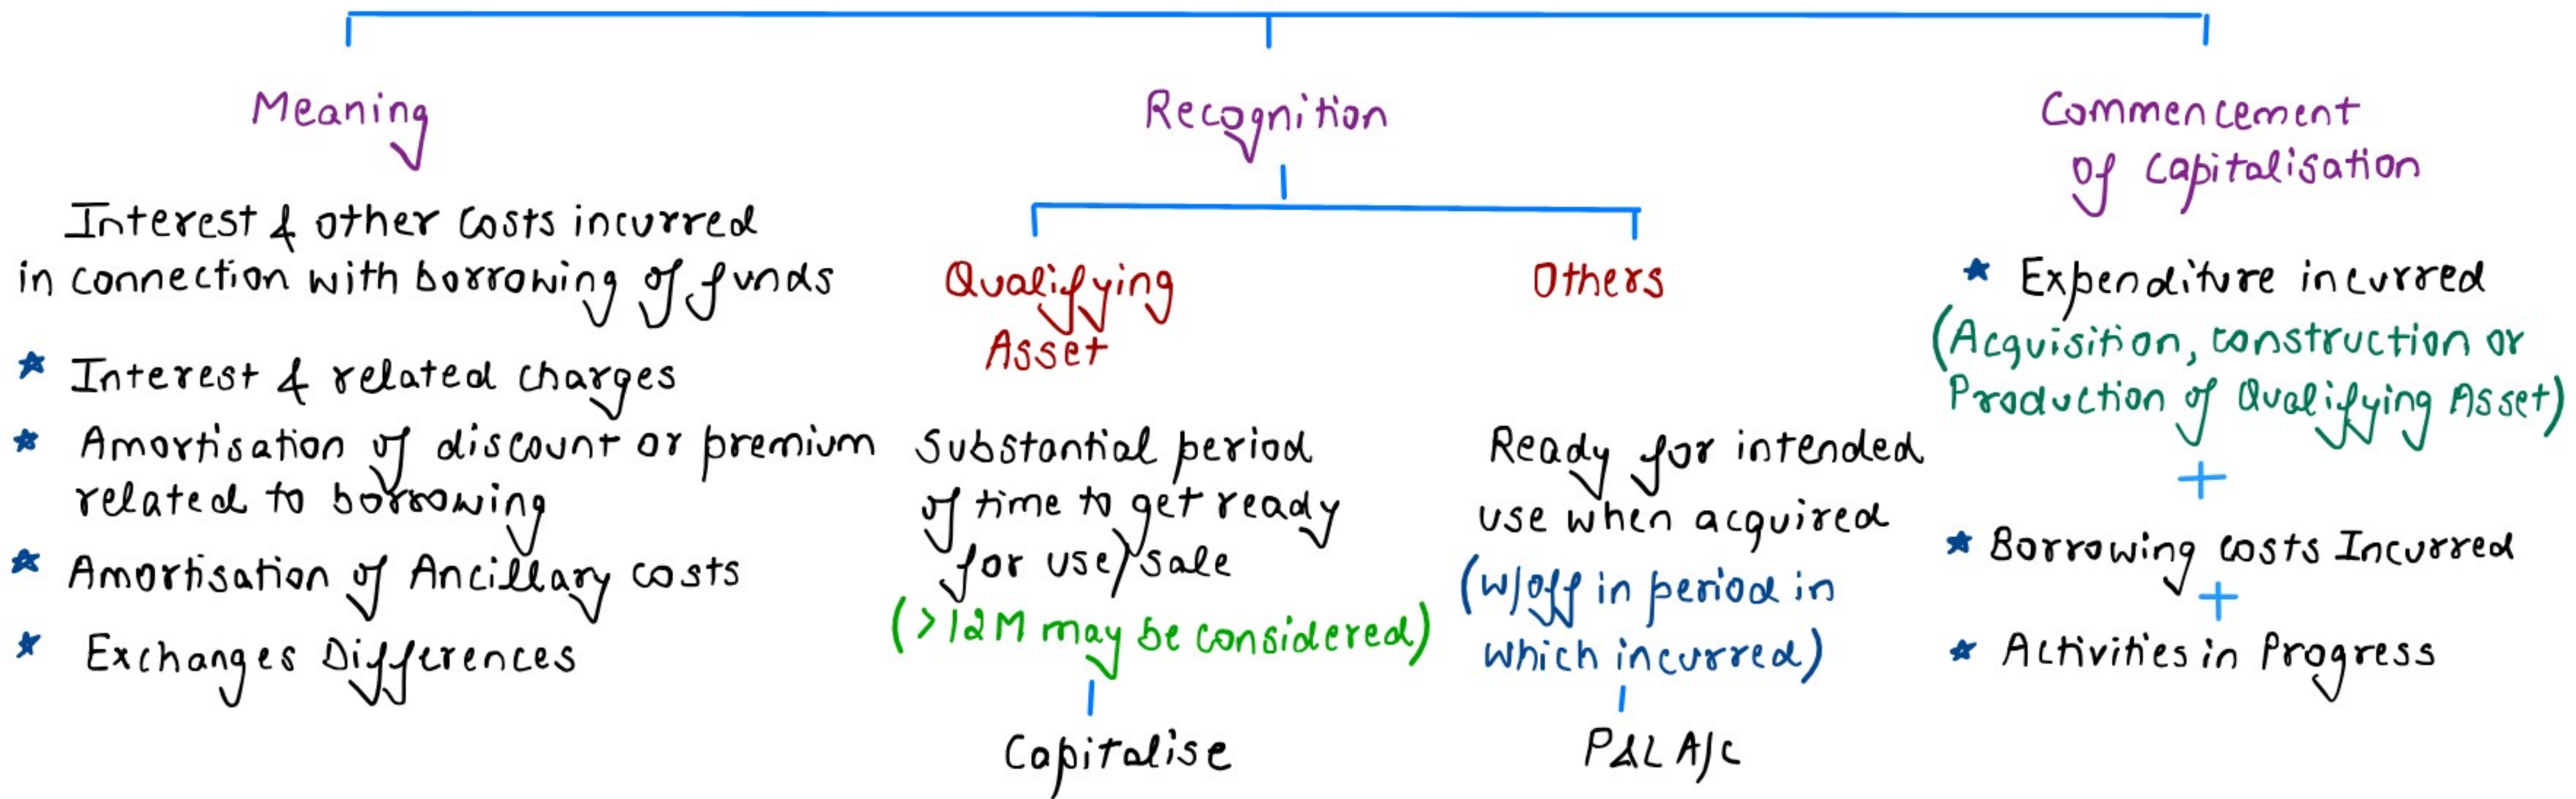 Meaning
Interest & other costs incurred
in connection with borrowing of funds
★ Interest & related charges
★ Amortisation of discount or premium
related to borrowing
★ Amortisation of Ancillary costs
★ Exchanges Differences
Recognition
Qualifying
Asset
Substantial period
of time to get ready
for use/sale
(>12M may be considered)
Capitalise
Others
Ready for intended
use when acquired
(w/off in period in
which incurred)
P&L A/c
Commencement
of Capitalisation
★ Expenditure incurred
(Acquisition, construction or
Production of Qualifying Asset)
+
★ Borrowing costs Incurred
+
★ Activities in Progress